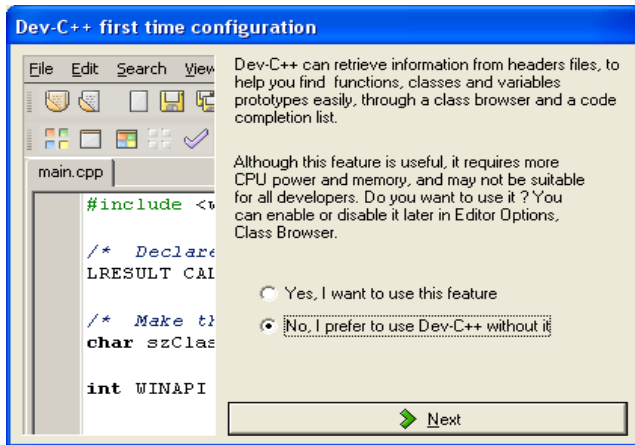 Dev-C++ first time configuration
File Edit Search View
main.cpp
#include <w
/* Declare
LRESULT CAL
/* Make th
char szClas
int WINAPI
Dev-C++ can retrieve information from headers files, to
help you find functions, classes and variables
prototypes easily, through a class browser and a code
completion list.
Although this feature is useful, it requires more
CPU power and memory, and may not be suitable
for all developers. Do you want to use it ? You
can enable or disable it later in Editor Options,
Class Browser.
Yes, I want to use this feature
No, I prefer to use Dev-C++ without it
Next